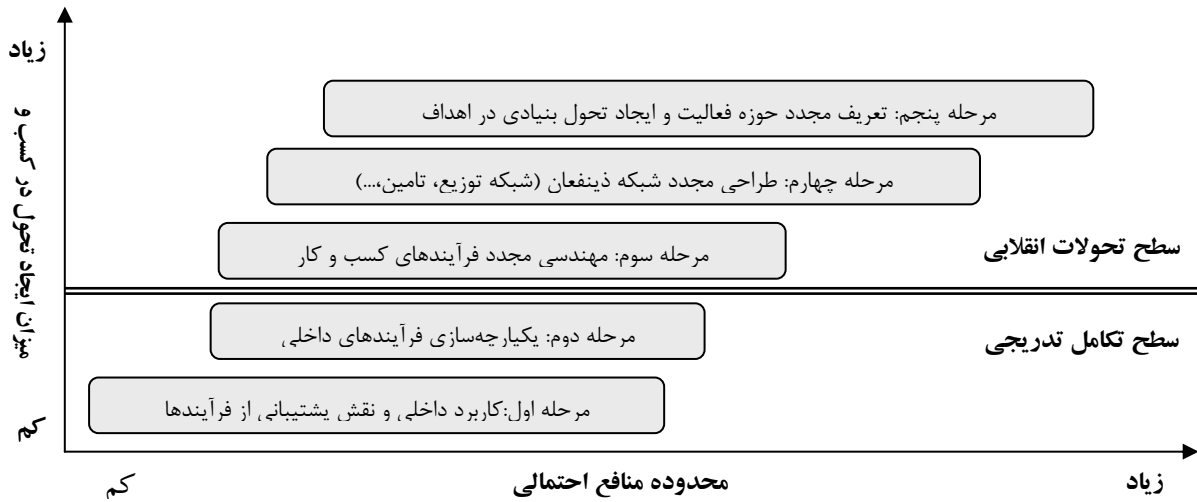 زیاد
مرحله پنجم: تعریف مجدد حوزه فعالیت و ایجاد تحول بنیادی در اهداف
مرحله چهارم: طراحی مجدد شبکه ذینفعان (شبکه توزیع، تامین،...)
مرحله سوم: مهندسی مجدد فرآیندهای کسب و کار
سطح تحولات انقلابی
میزان ایجاد تحول در کسب و
مرحله دوم: یکپارچه‌سازی فرآیندهای داخلی
سطح تکامل تدریجی
مرحله اول:کاربرد داخلی و نقش پشتیبانی از فرآیندها
کم
زیاد
محدوده منافع احتمالی
کم